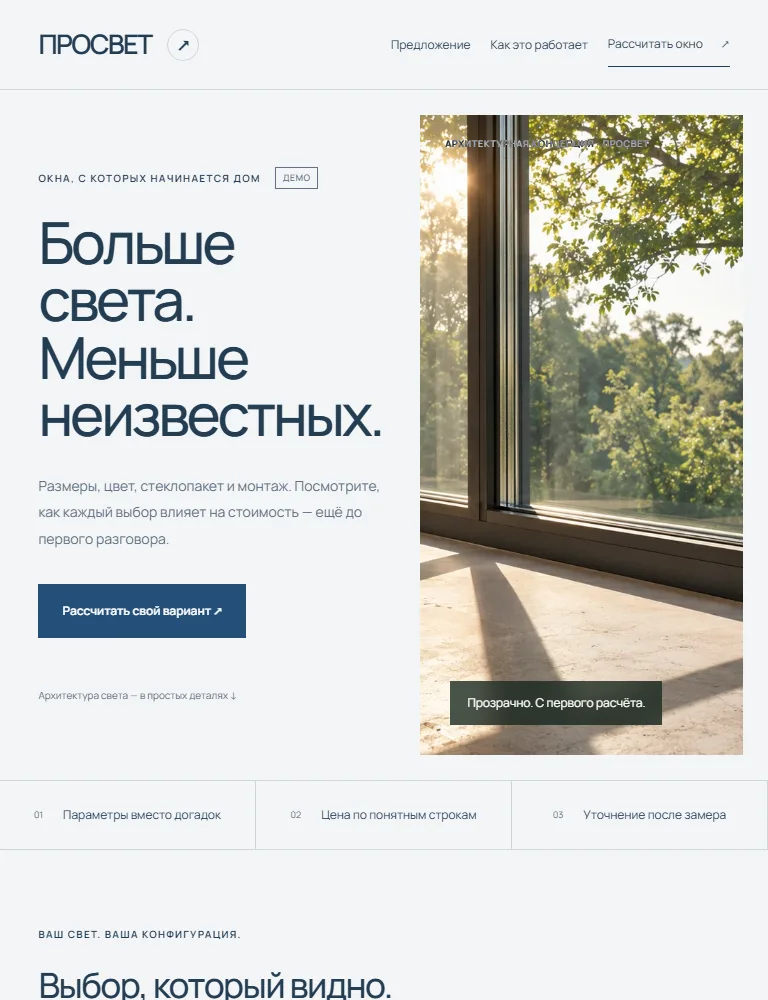 ПРОСВЕТ ↗
Предложение
Как это работает
Рассчитать окно ↗
ОКНА, С КОТОРЫХ НАЧИНАЕТСЯ ДОМ
ДЕМО
Больше
света.
Меньше
неизвестных.
Размеры, цвет, стеклопакет и монтаж. Посмотрите,
как каждый выбор влияет на стоимость — ещё до
первого разговора.
Рассчитать свой вариант ↗
Архитектура света — в простых деталях ↓
АРХИТЕКТУРНАЯ КОНЦЕПЦИЯ · ПРОСВЕТ
Прозрачно. С первого расчёта.
01 Параметры вместо догадок
02 Цена по понятным строкам
03 Уточнение после замера
ВАШ СВЕТ. ВАША КОНФИГУРАЦИЯ.
Выбор, который видно.